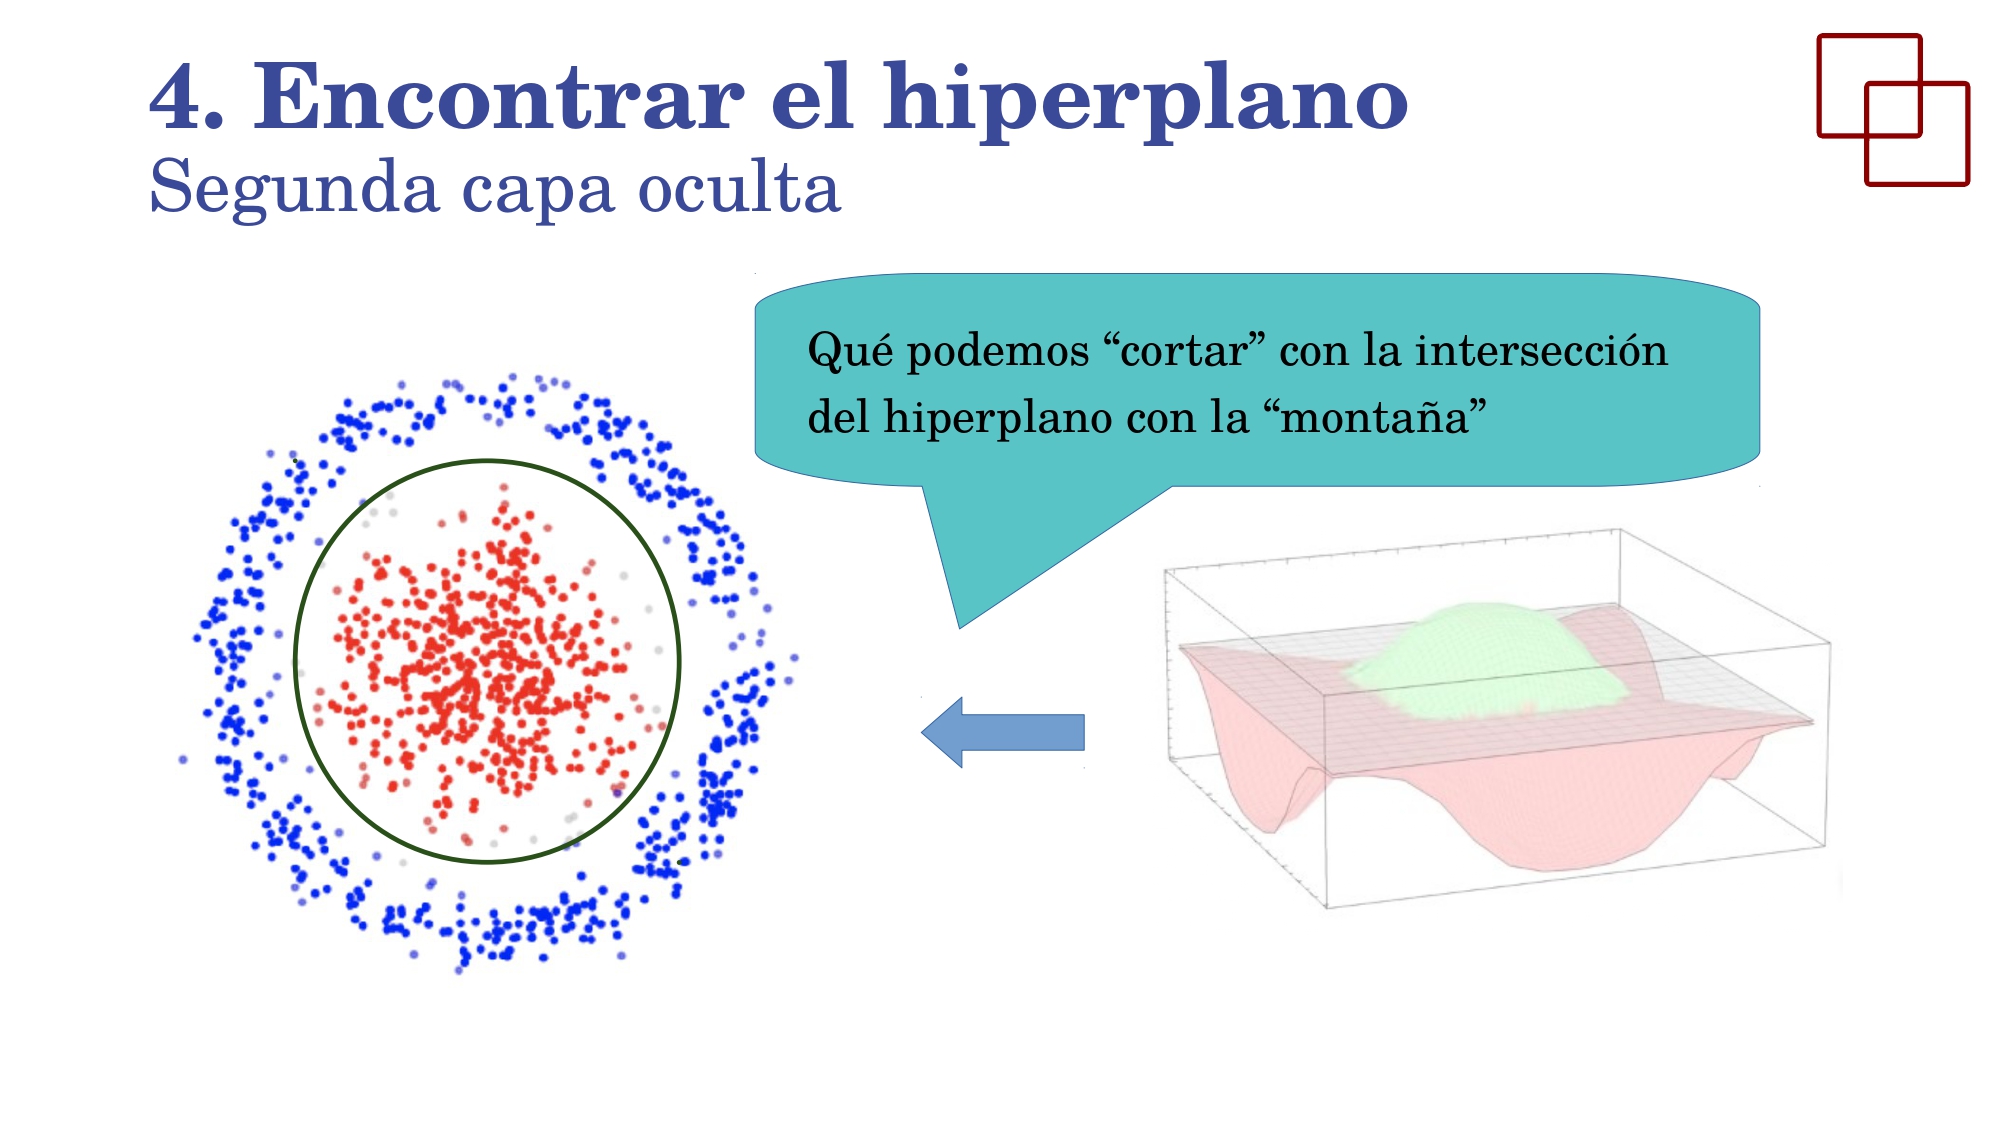 4. Encontrar el hiperplano
Segunda capa oculta
Qué podemos “cortar” con la intersección
del hiperplano con la “montaña”